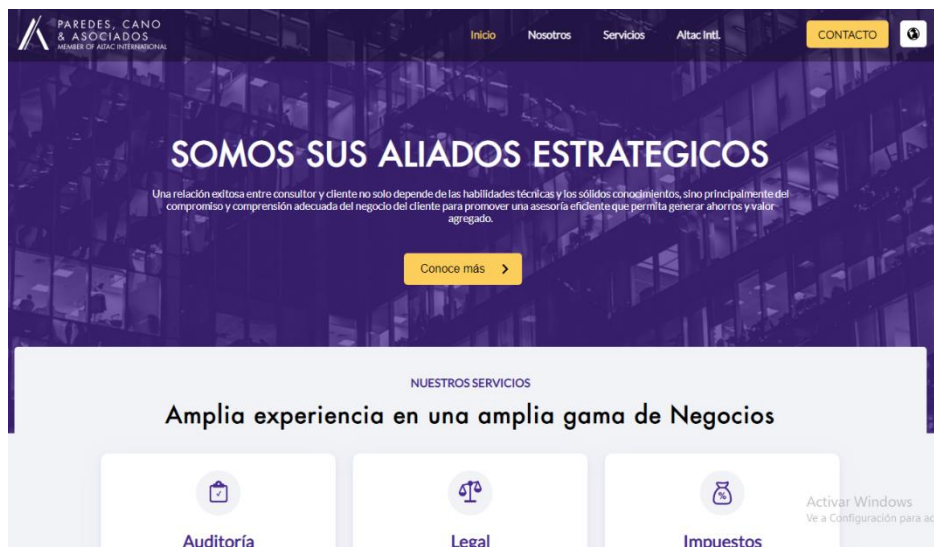 PAREDES, CANO
& ASOCIADOS
MEMBER OF ALTAC INTERNATIONAL
Inicio
Nosotros
Servicios
Altac Intl.
CONTACTO
SOMOS SUS ALIADOS ESTRATEGICOS
Una relación exitosa entre consultor y cliente no solo depende de las habilidades técnicas y los sólidos conocimientos, sino principalmente del
compromiso y comprensión adecuada del negocio del cliente para promover una asesoría eficiente que permita generar ahorros y valor
agregado.
Conoce más
NUESTROS SERVICIOS
Amplia experiencia en una amplia gama de Negocios
Auditoría
Legal
Impuestos
Activar Windows
Ve a Configuración para